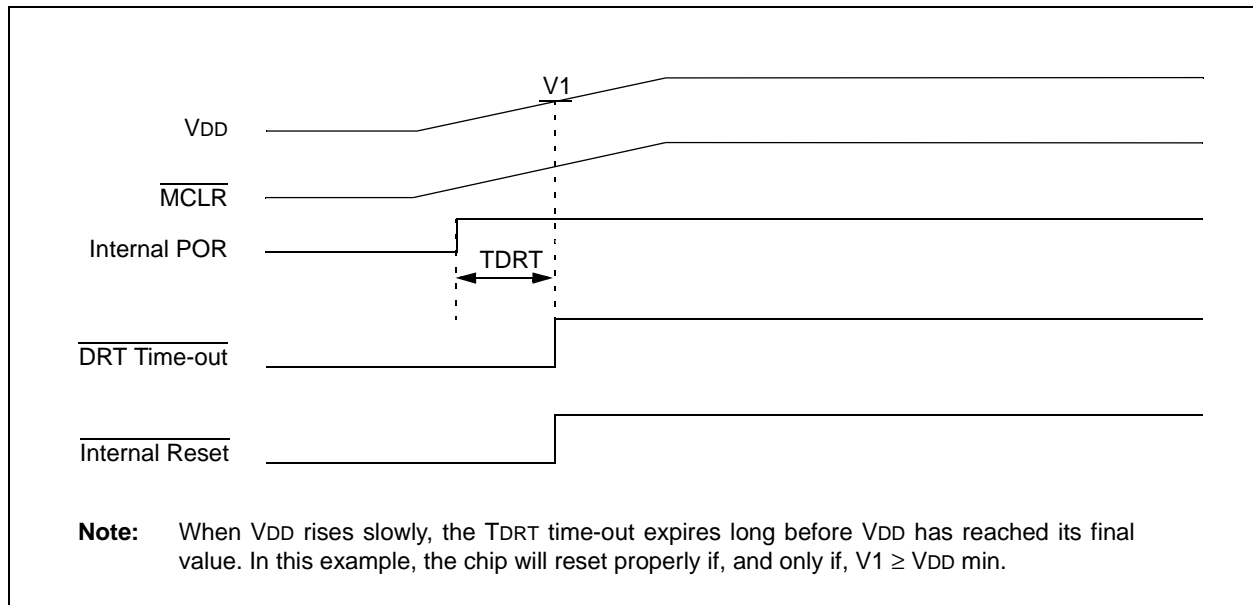 V1
VDD
MCLR
Internal POR
TDRT
DRT Time-out
Internal Reset
Note: When VDD rises slowly, the TDRT time-out expires long before VDD has reached its final
value. In this example, the chip will reset properly if, and only if, V1 ≥ VDD min.